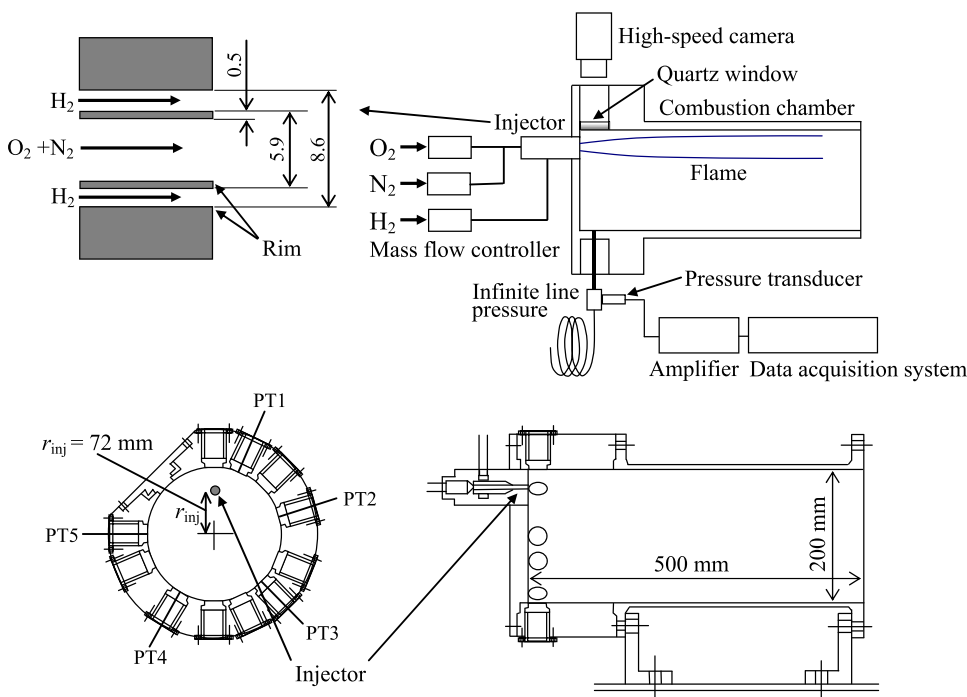 High-speed camera
Quartz window
Combustion chamber
Injector
H2
O2 +N2
H2
0.5
5.9
8.6
Rim
O2
N2
H2
Flame
Mass flow controller
Infinite line
pressure
Pressure transducer
Amplifier
Data acquisition system
PT1
rinj = 72 mm
PT2
rinj
PT5
PT3
PT4
Injector
500 mm
200 mm